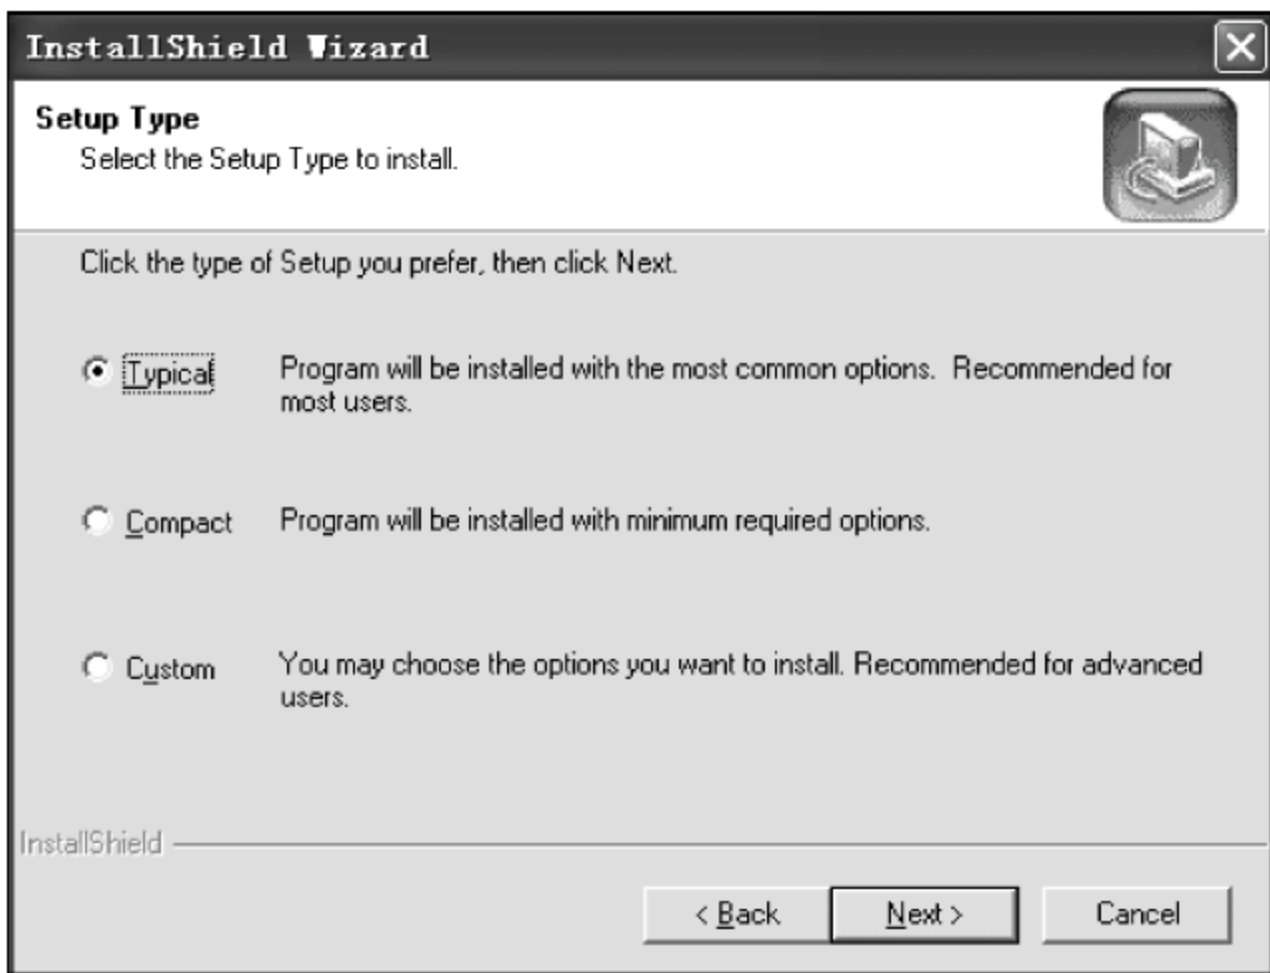 InstallShield Wizard
Setup Type
Select the Setup Type to install.
Click the type of Setup you prefer, then click Next.
Typical
Program will be installed with the most common options.  Recommended for
most users.
Compact
Program will be installed with minimum required options.
Custom
You may choose the options you want to install. Recommended for advanced
users.
InstallShield
< Back
Next >
Cancel